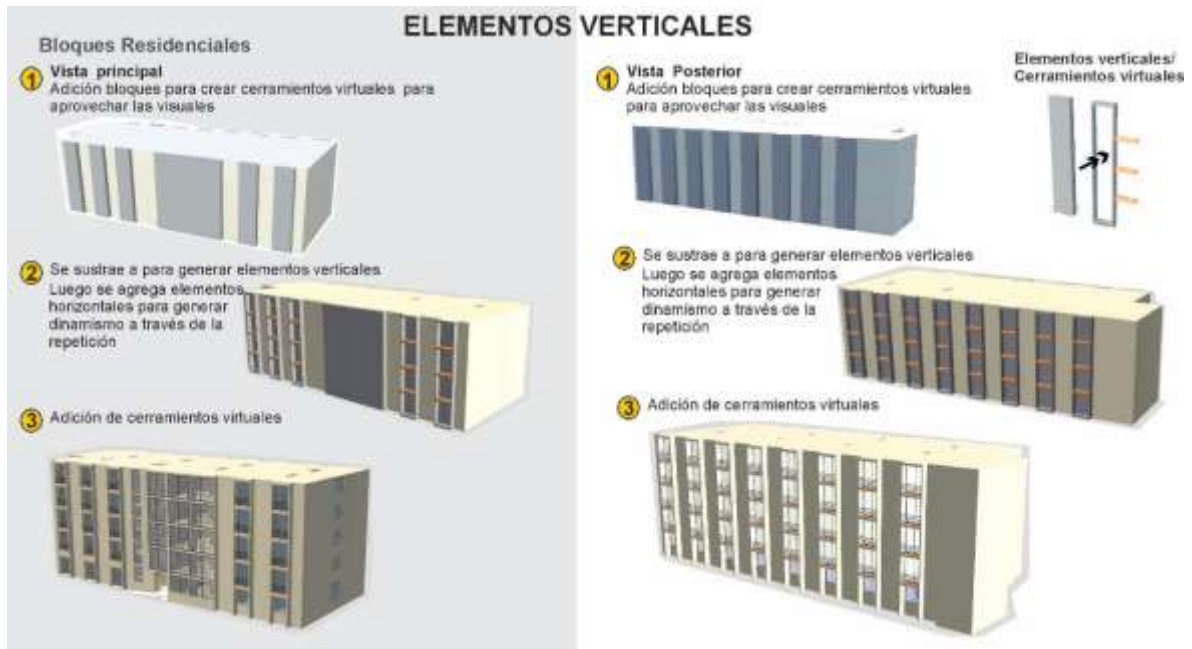 ELEMENTOS VERTICALES
Bloques Residenciales
1 Vista principal
Adición bloques para crear cerramientos virtuales para
aprovechar las visuales
2 Se sustrae a para generar elementos verticales
Luego se agrega elementos
horizontales para generar
dinamismo a través de la
repetición
3 Adición de cerramientos virtuales
1 Vista Posterior
Adición bloques para crear cerramientos virtuales
para aprovechar las visuales
Elementos verticales/
Cerramientos virtuales
2 Se sustrae a para generar elementos verticales
Luego se agrega elementos
horizontales para generar
dinamismo a través de la
repetición
3 Adición de cerramientos virtuales